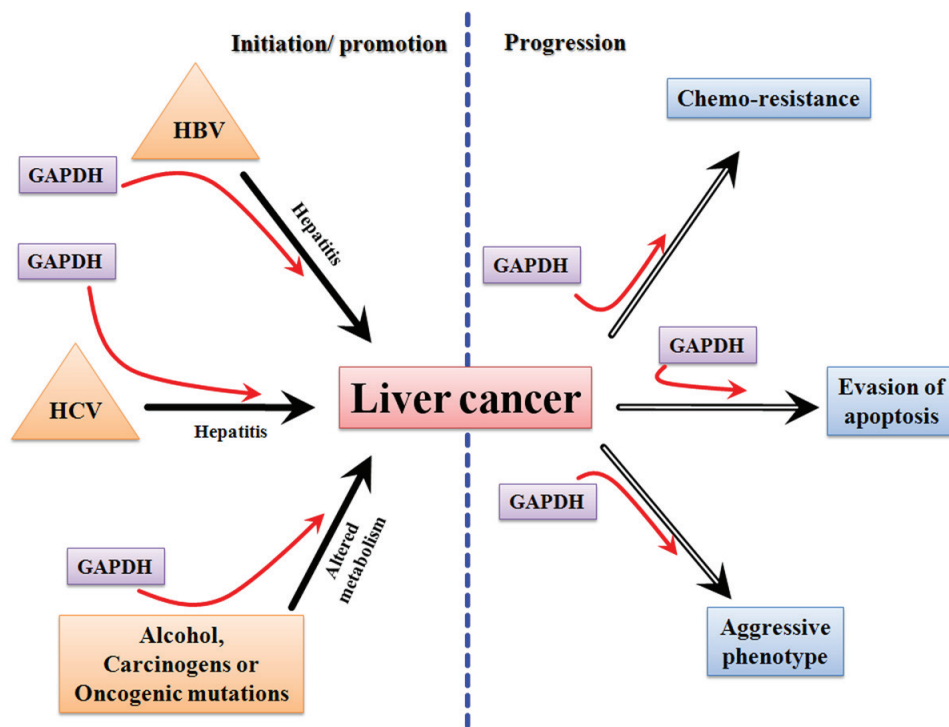 Initiation/ promotion
Progression
HBV
GAPDH
Hepatitis
GAPDH
HCV
Hepatitis
GAPDH
Altered
metabolism
Alcohol,
Carcinogens or
Oncogenic mutations
Liver cancer
Chemo-resistance
GAPDH
GAPDH
Evasion of
apoptosis
GAPDH
Aggressive
phenotype